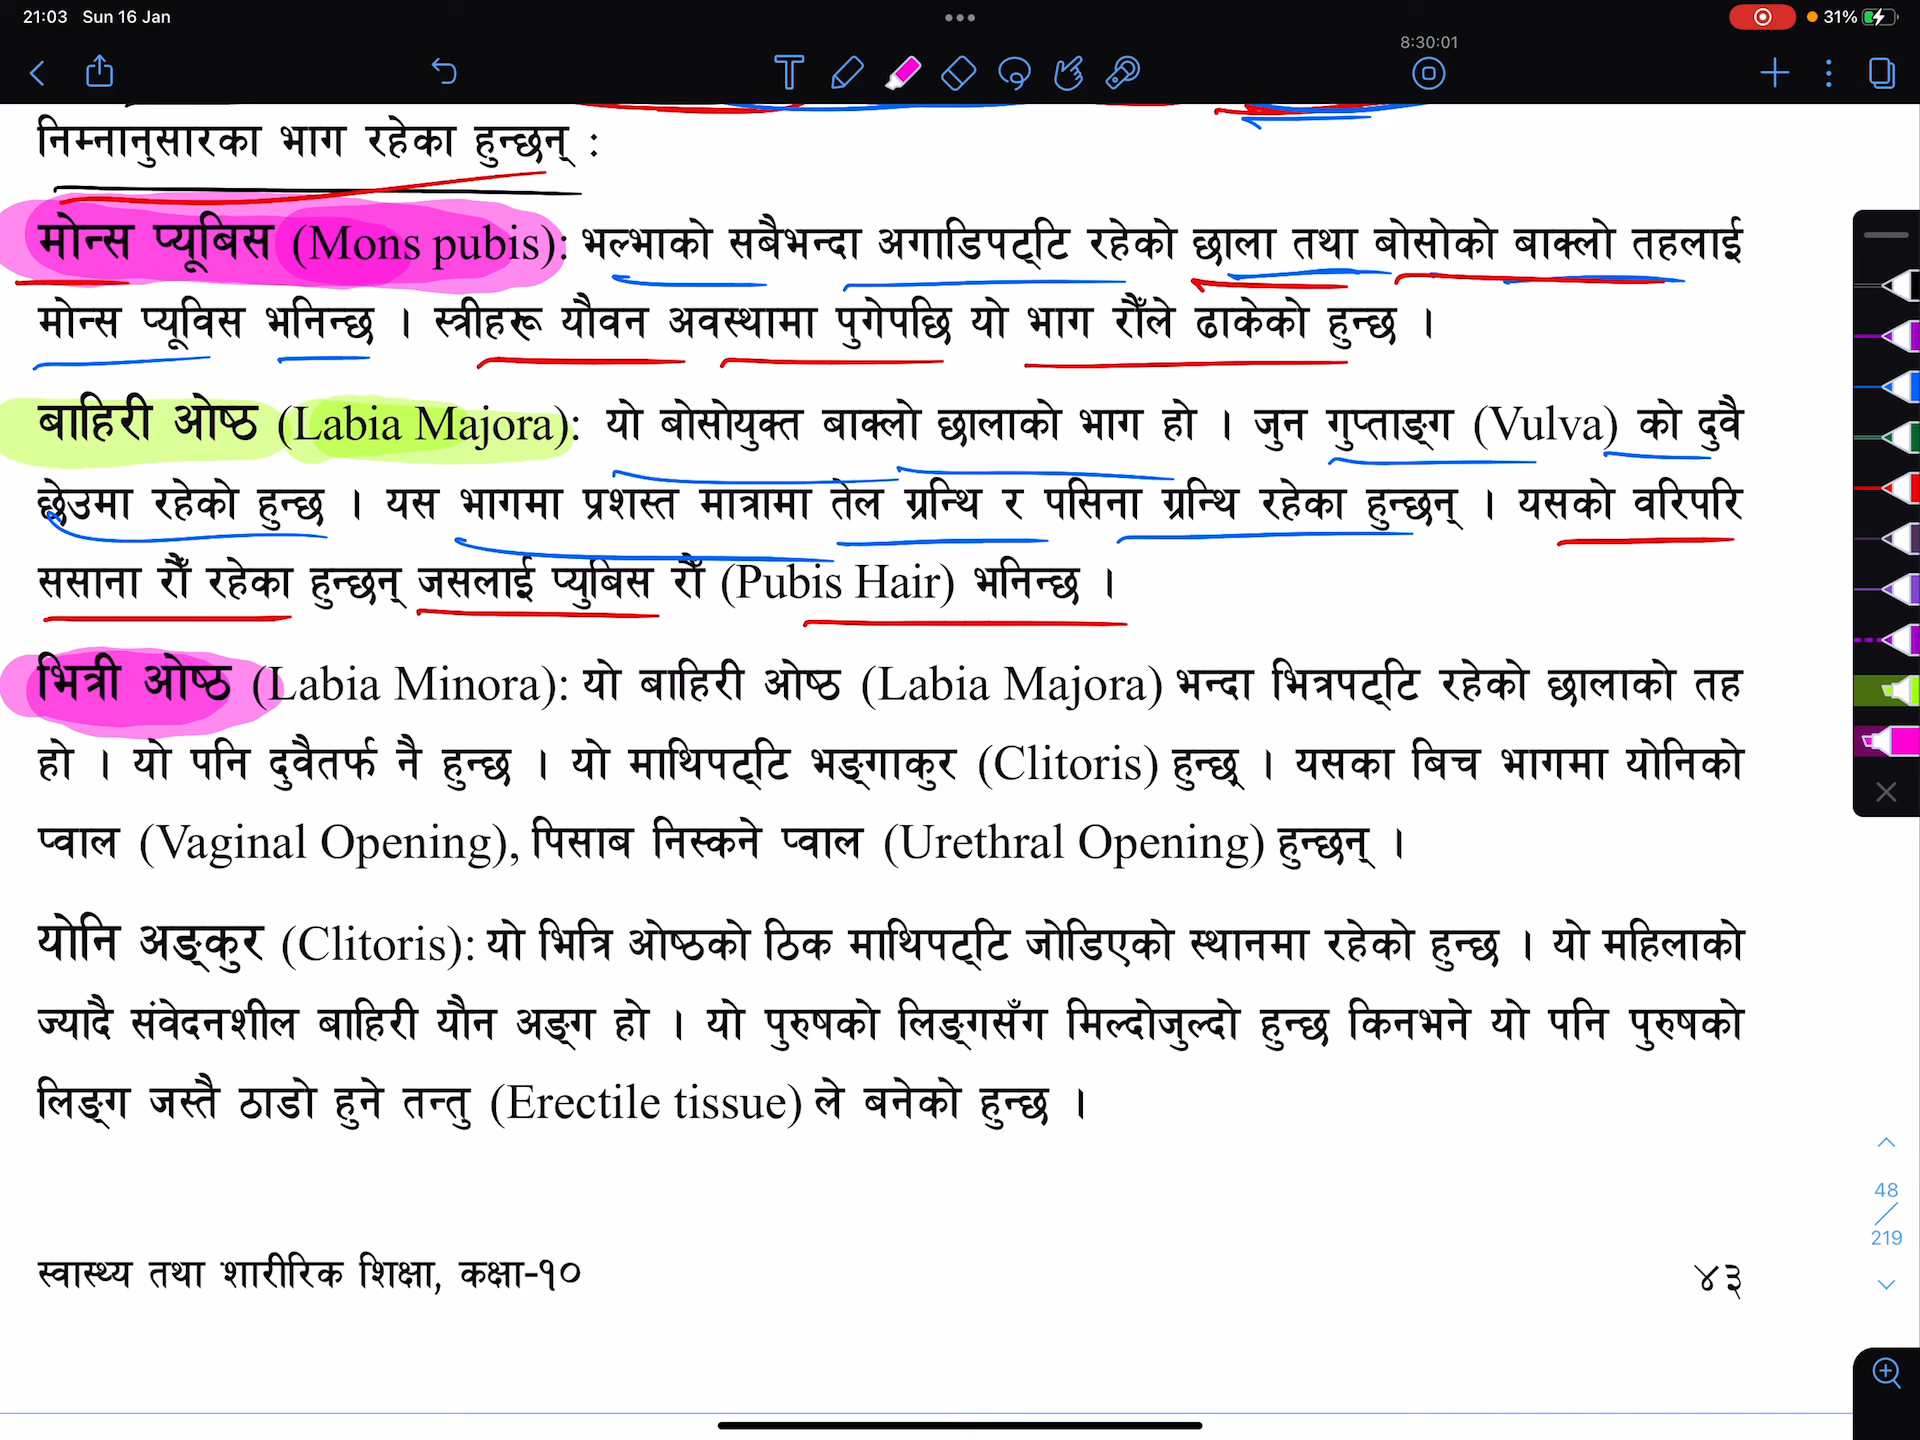 21:03 Sun 16 Jan
31%
8:30:01
निम्नानुसारका भाग रहेका हुन्छन् :
मोन्स प्यूबिस (Mons pubis): भल्भाको सबैभन्दा अगाडिपट्टि रहेको छाला तथा बोसोको बाक्लो तहलाई
मोन्स प्यूविस भनिन्छ । स्त्रीहरू यौवन अवस्थामा पुगेपछि यो भाग रौँले ढाकेको हुन्छ ।
बाहिरी ओष्ठ (Labia Majora): यो बोसोयुक्त बाक्लो छालाको भाग हो । जुन गुप्ताङ्ग (Vulva) को दुवै
छेउमा रहेको हुन्छ । यस भागमा प्रशस्त मात्रामा तेल ग्रन्थि र पसिना ग्रन्थि रहेका हुन्छन् । यसको वरिपरि
ससाना रौँ रहेका हुन्छन् जसलाई प्युबिस रौँ (Pubis Hair) भनिन्छ ।
भित्री ओष्ठ (Labia Minora): यो बाहिरी ओष्ठ (Labia Majora) भन्दा भित्रपट्टि रहेको छालाको तह
हो । यो पनि दुवैतर्फ नै हुन्छ । यो माथिपट्टि भङ्गाकुर (Clitoris) हुन्छ् । यसका बिच भागमा योनिको
प्वाल (Vaginal Opening), पिसाब निस्कने प्वाल (Urethral Opening) हुन्छन् ।
योनि अङ्कुर (Clitoris): यो भित्रि ओष्ठको ठिक माथिपट्टि जोडिएको स्थानमा रहेको हुन्छ । यो महिलाको
ज्यादै संवेदनशील बाहिरी यौन अङ्ग हो । यो पुरुषको लिङ्गसँग मिल्दोजुल्दो हुन्छ किनभने यो पनि पुरुषको
लिङ्ग जस्तै ठाडो हुने तन्तु (Erectile tissue) ले बनेको हुन्छ ।
48
/
219
स्वास्थ्य तथा शारीरिक शिक्षा, कक्षा-१० ४३